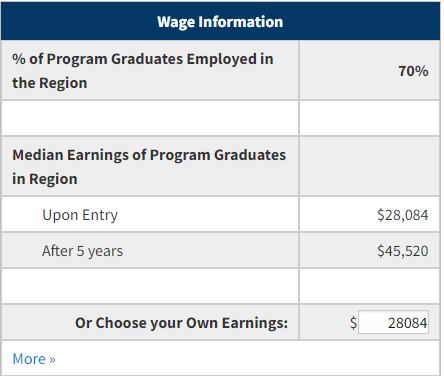 Wage Information
% of Program Graduates Employed in
the Region
70%
Median Earnings of Program Graduates
in Region
Upon Entry $28,084
After 5 years $45,520
Or Choose your Own Earnings: $ 28084
More »